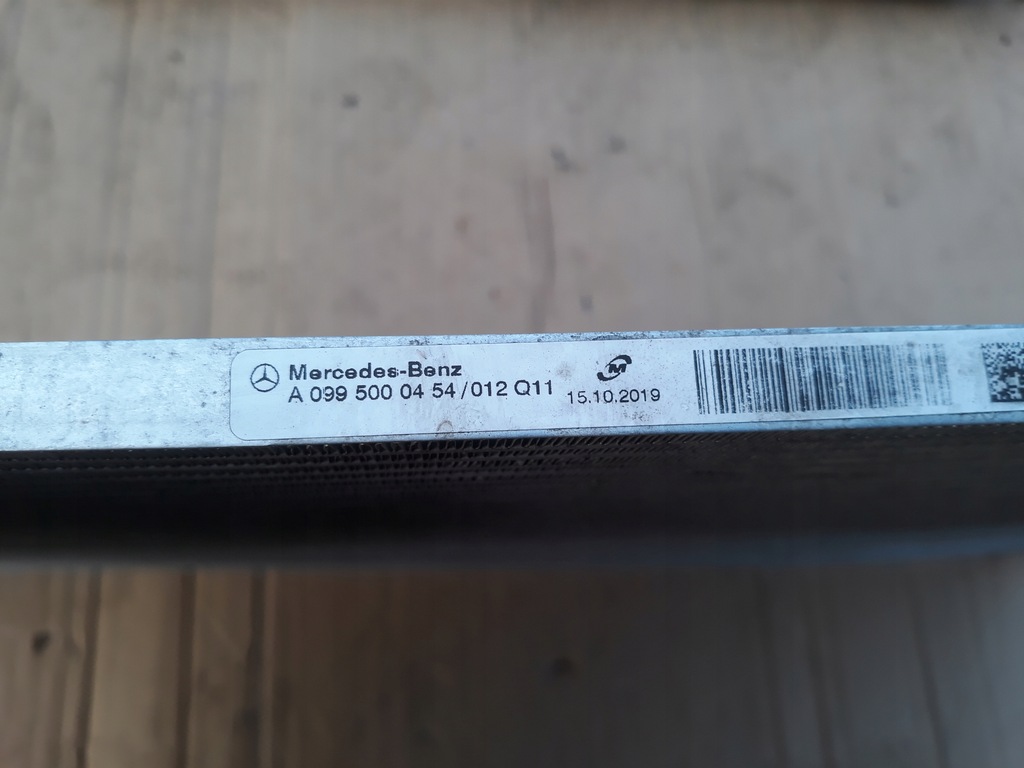 Mercedes-Benz
A 099 500 04 54 / 012 Q11
M
15.10.2019